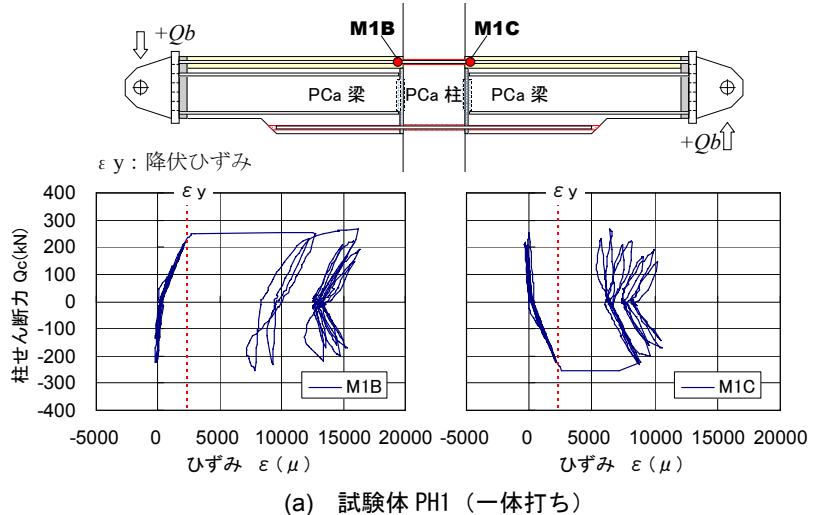 +Qb M1B M1C
PCa 梁 PCa 柱 PCa 梁
+Qb
ε y : 降伏ひずみ
ε y
400
300
200
100
0
-100
-200
-300
-400
柱せん断力 Qc(kN)
M1B
-5000 0 5000 10000 15000 20000
ひずみ ε (μ)
ε y
M1C
-5000 0 5000 10000 15000 20000
ひずみ ε (μ)
(a) 試験体 PH1 (一体打ち)